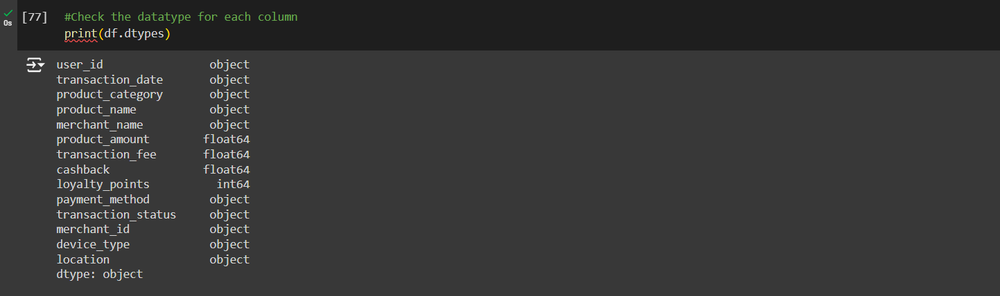 [77] #Check the datatype for each column
print(df.dtypes)
0s
user_id object
transaction_date object
product_category object
product_name object
merchant_name object
product_amount float64
transaction_fee float64
cashback float64
loyalty_points int64
payment_method object
transaction_status object
merchant_id object
device_type object
location object
dtype: object